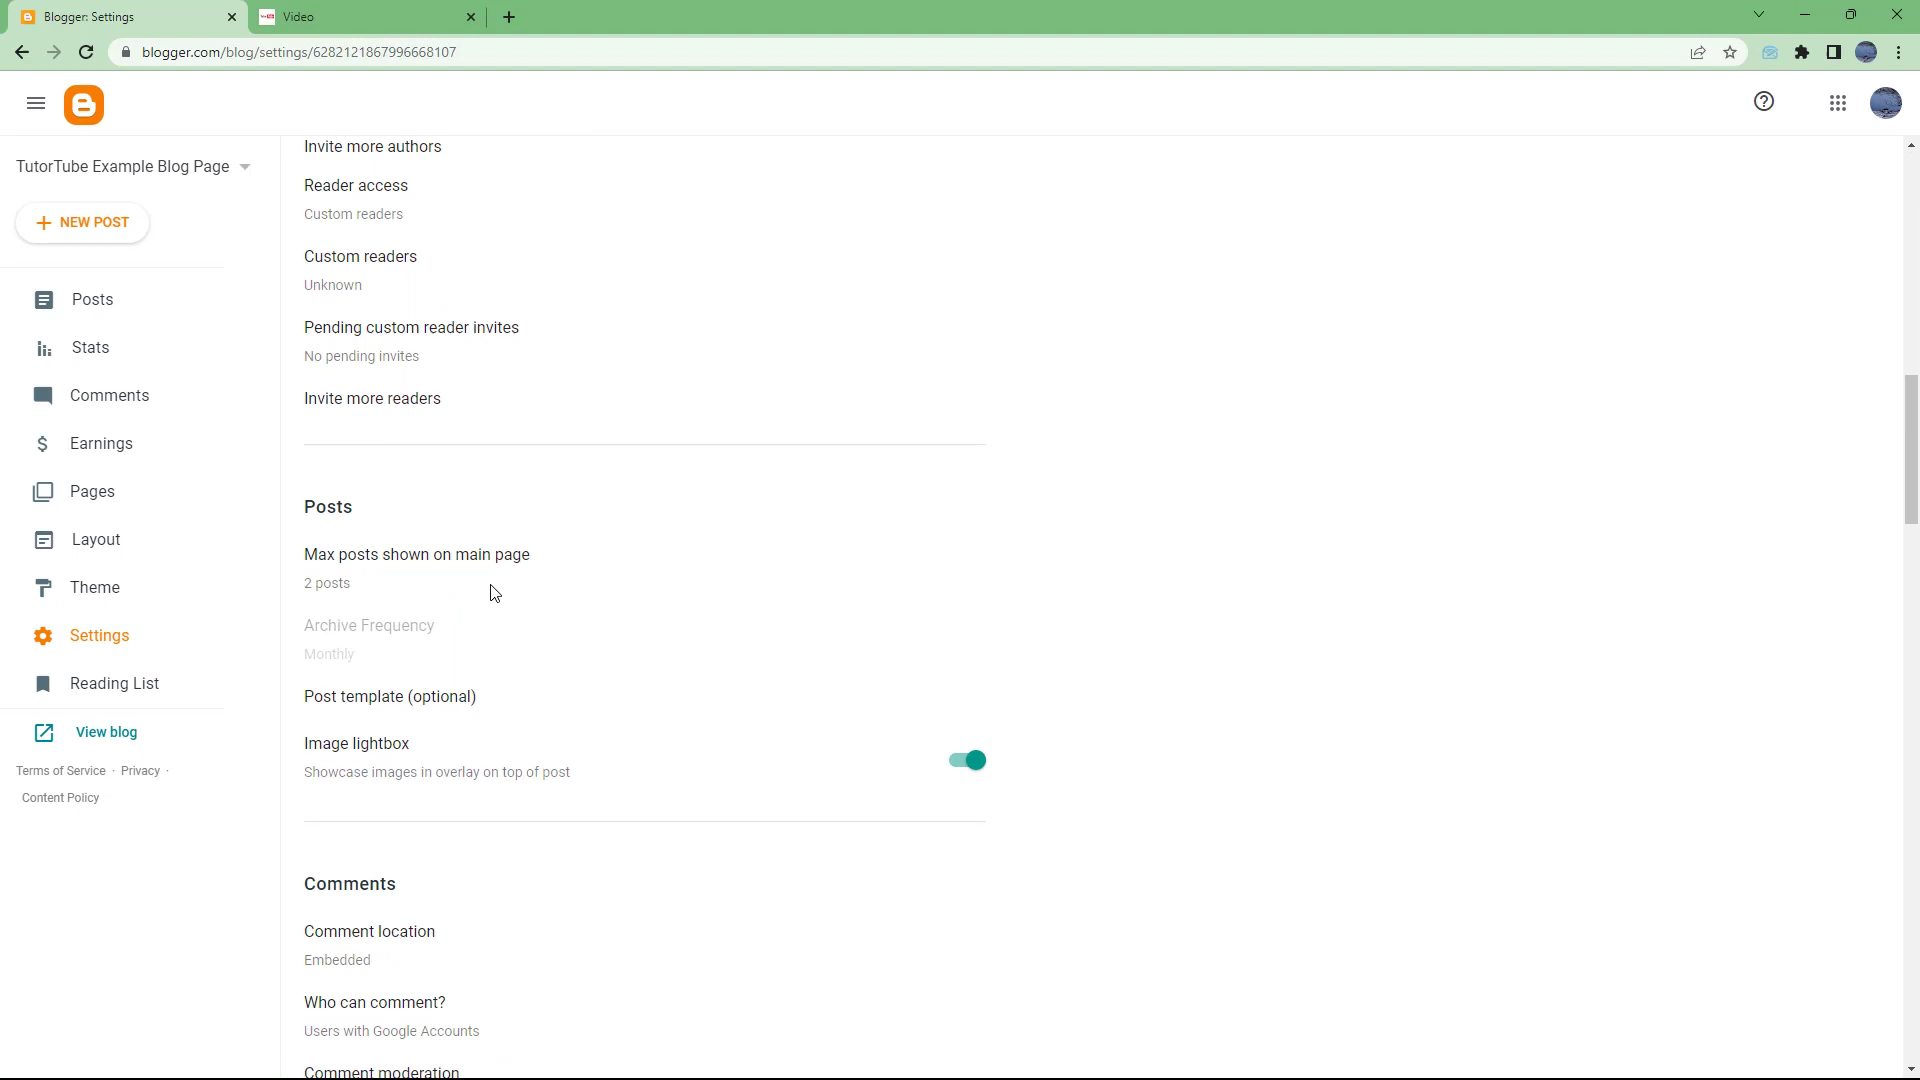 Blogger: Settings
Video
blogger.com/blog/settings/6282121867996668107
TutorTube Example Blog Page
NEW POST
Posts
Stats
Comments
Earnings
Pages
Layout
Theme
Settings
Reading List
View blog
Terms of Service · Privacy ·
Content Policy
Invite more authors
Reader access
Custom readers
Custom readers
Unknown
Pending custom reader invites
No pending invites
Invite more readers
Posts
Max posts shown on main page
2 posts
Archive Frequency
Monthly
Post template (optional)
Image lightbox
Showcase images in overlay on top of post
Comments
Comment location
Embedded
Who can comment?
Users with Google Accounts
Comment moderation